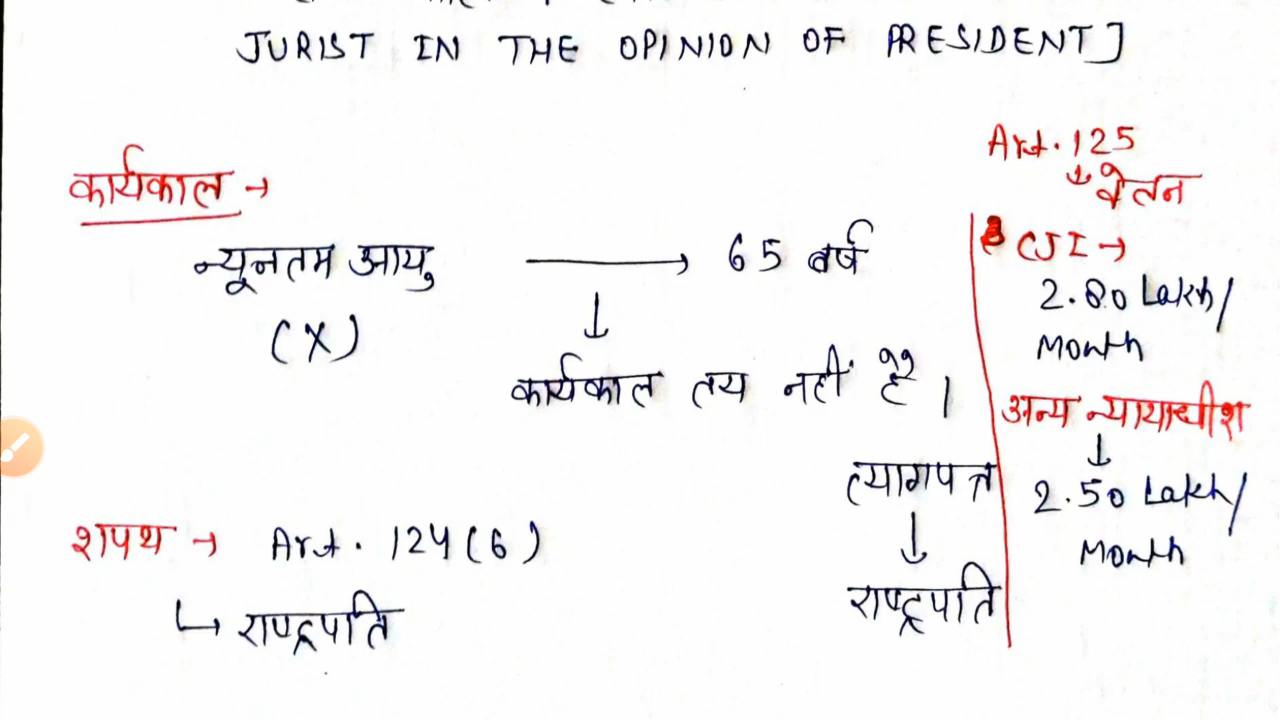 JURIST IN THE OPINION OF PRESIDENT]
कार्यकाल →
न्यूनतम आयु ⟶ 65 वर्ष
(X)
↓
कार्यकाल तय नहीं है ।
त्यागपत्र
↓
राष्ट्रपति
शपथ → Art. 124(6)
↳ राष्ट्रपति
Art. 125
↓ वेतन
CJI →
2.80 Lakh/
Month
अन्य न्यायाधीश
↓
2.50 Lakh/
Month